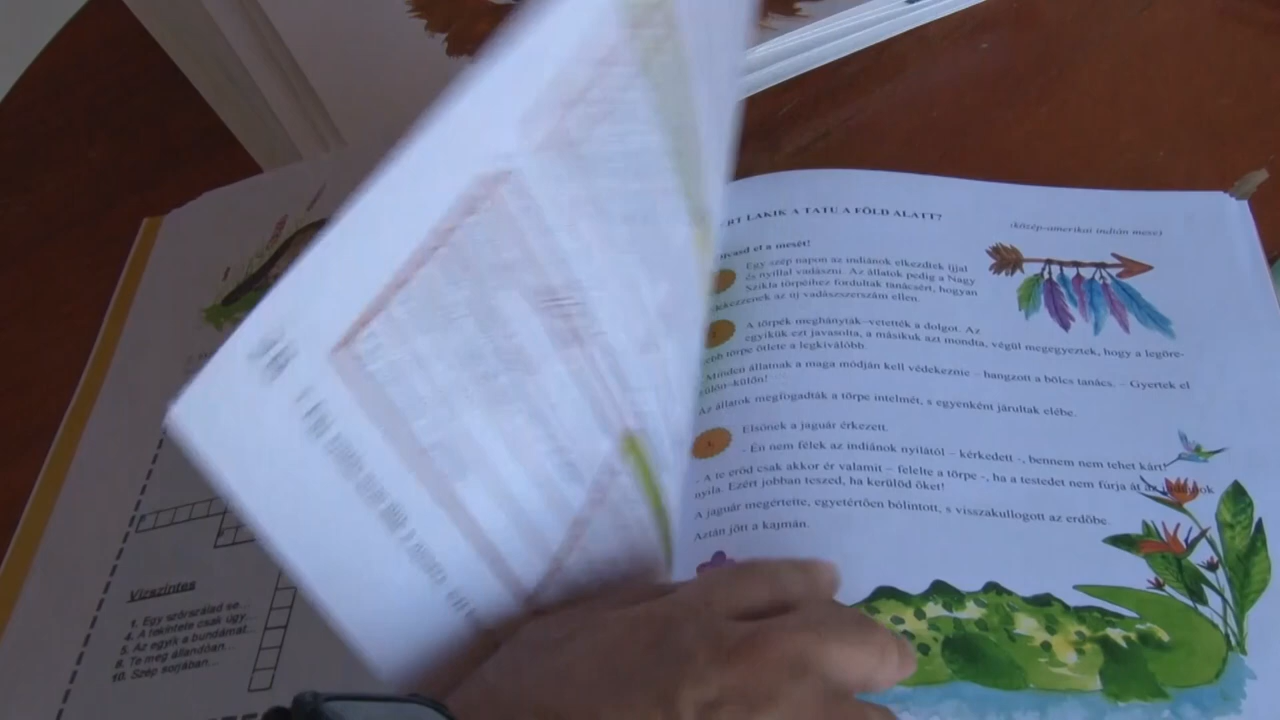 Vízszintes
1. Egy szőrszálad se...
4. A tekintete csak úgy...
5. Az egyik a bundámat...
8. Te meg állandóan...
10. Szép sorjában...
LAKIK A TATU A FÖLD ALATT?
(közép-amerikai indián mese)
el a mesét!
Egy szép napon az indiánok elkezdtek íjjal
és nyíllal vadászni. Az állatok pedig a Nagy
Szikla törpéihez fordultak tanácsért, hogyan
az új vadászszerszám ellen.
A törpék meghányták-vetették a dolgot. Az
egyikük ezt javasolta, a másikuk azt mondta, végül megegyeztek, hogy a legöre-
törpe ötlete a legkiválóbb.
Minden állatnak a maga módján kell védekeznie – hangzott a bölcs tanács. – Gyertek el
külön-külön!
Az állatok megfogadták a törpe intelmét, s egyenként járultak elébe.
Elsőnek a jaguár érkezett.
- Én nem félek az indiánok nyilától – kérkedett -, bennem nem tehet kárt!
- A te erőd csak akkor ér valamit – felelte a törpe -, ha a testedet nem fúrja át az
nyila. Ezért jobban teszed, ha kerülöd őket!
A jaguár megértette, egyetértően bólintott, s visszakullogott az erdőbe.
Aztán jött a kajmán.